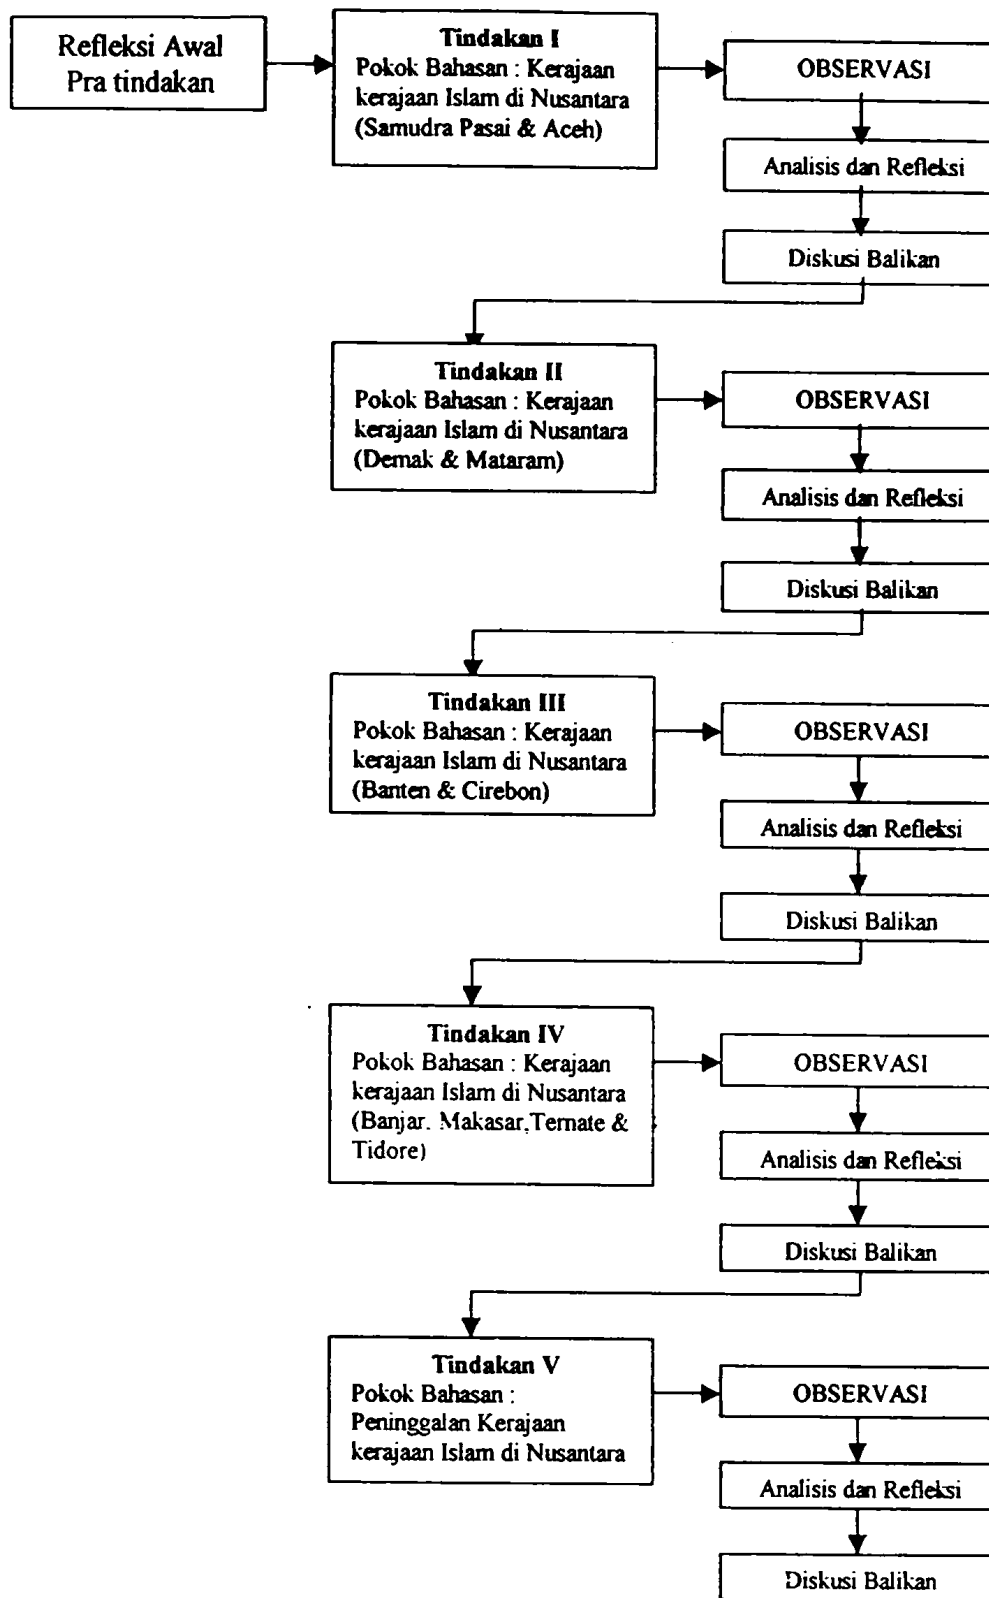 Refleksi Awal
Pra tindakan
Tindakan I
Pokok Bahasan : Kerajaan
kerajaan Islam di Nusantara
(Samudra Pasai & Aceh)
OBSERVASI
Analisis dan Refleksi
Diskusi Balikan
Tindakan II
Pokok Bahasan : Kerajaan
kerajaan Islam di Nusantara
(Demak & Mataram)
OBSERVASI
Analisis dan Refleksi
Diskusi Balikan
Tindakan III
Pokok Bahasan : Kerajaan
kerajaan Islam di Nusantara
(Banten & Cirebon)
OBSERVASI
Analisis dan Refleksi
Diskusi Balikan
Tindakan IV
Pokok Bahasan : Kerajaan
kerajaan Islam di Nusantara
(Banjar. Makasar,Ternate &
Tidore)
OBSERVASI
Analisis dan Refleksi
Diskusi Balikan
Tindakan V
Pokok Bahasan :
Peninggalan Kerajaan
kerajaan Islam di Nusantara
OBSERVASI
Analisis dan Refleksi
Diskusi Balikan